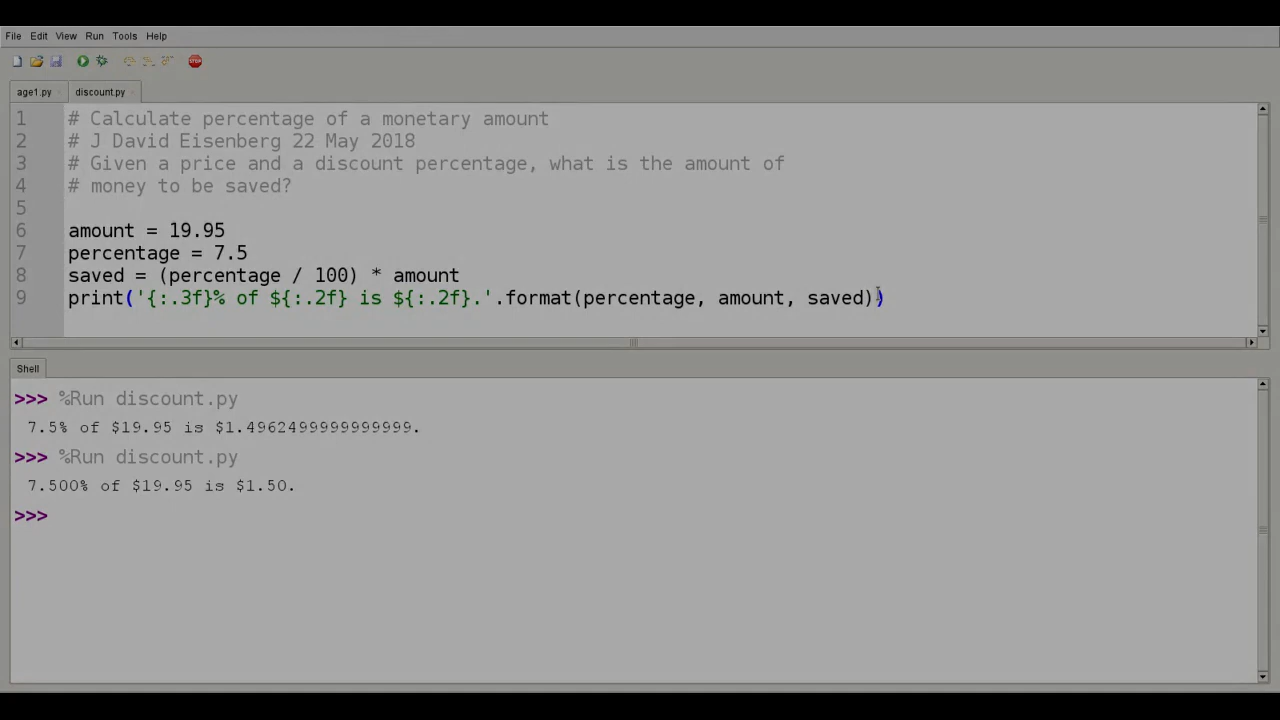 File Edit View Run Tools Help
STOP
age1.py discount.py
1 # Calculate percentage of a monetary amount
2 # J David Eisenberg 22 May 2018
3 # Given a price and a discount percentage, what is the amount of
4 # money to be saved?
5
6 amount = 19.95
7 percentage = 7.5
8 saved = (percentage / 100) * amount
9 print('{:.3f}% of ${:.2f} is ${:.2f}.'.format(percentage, amount, saved))
Shell
>>> %Run discount.py
7.5% of $19.95 is $1.4962499999999999.
>>> %Run discount.py
7.500% of $19.95 is $1.50.
>>>